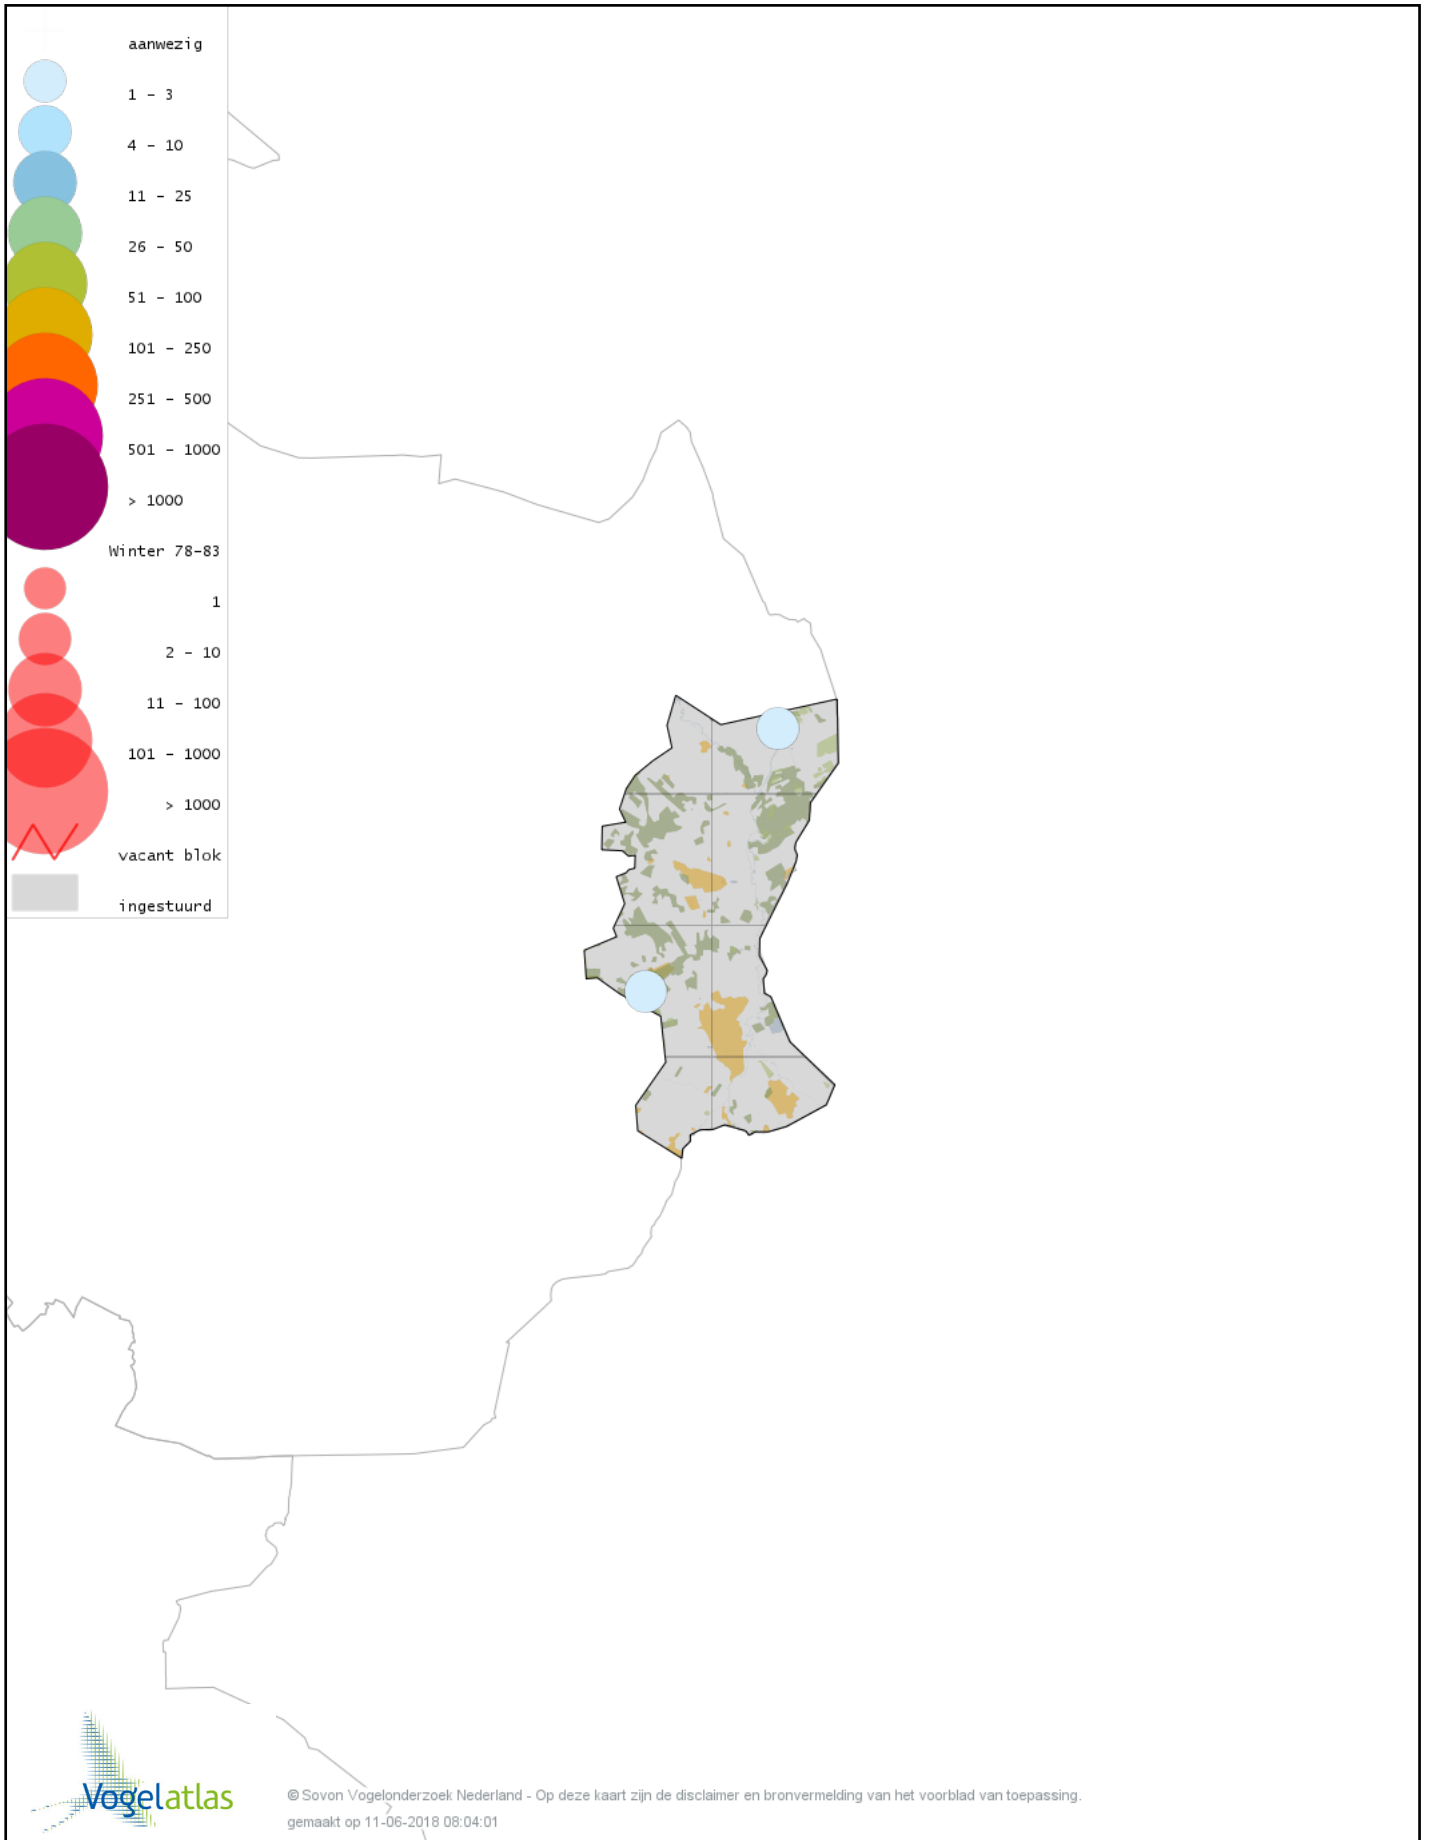 aanwezig
1 - 3
4 - 10
11 - 25
26 - 50
51 - 100
101 - 250
251 - 500
501 - 1000
> 1000
Winter 78-83
1
2 - 10
11 - 100
101 - 1000
> 1000
vacant blok
ingestuurd
Vogelatlas
© Sovon Vogelonderzoek Nederland - Op deze kaart zijn de disclaimer en bronvermelding van het voorblad van toepassing.
gemaakt op 11-06-2018 08:04:01